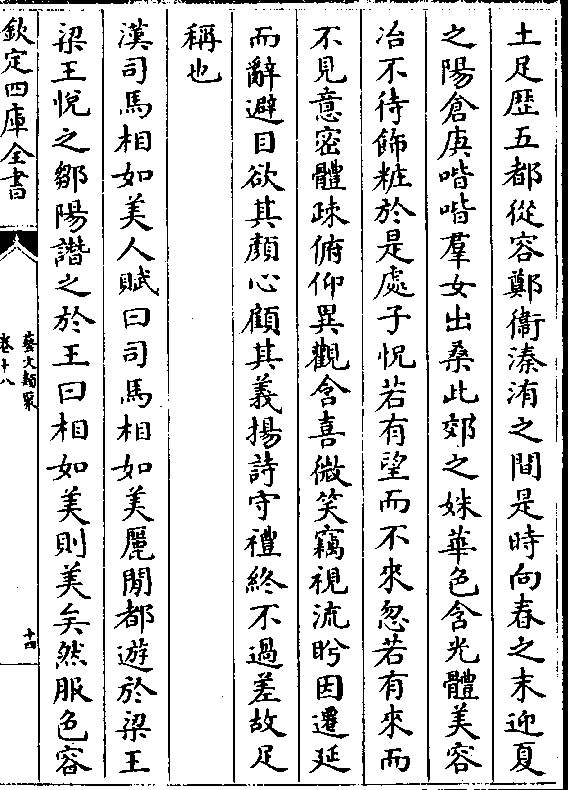 土足歴五都從容鄭衞溱洧之間是時向春之末迎夏
之陽倉庚喈喈羣女出桑此郊之姝華色含光體美容
冶不待飾粧於是處子怳若有望而不來忽若有來而
不見意密體疎俯仰異觀含喜微笑竊視流眄因遷延
而辭避目欲其顔心顧其義揚詩守禮終不過差故足
稱也
漢司馬相如美人賦曰司馬相如美麗閒都遊於梁王
梁王悅之鄒陽譖之於王曰相如美則美矣然服色容
欽定四庫全書
藝文類聚
卷十八
十四